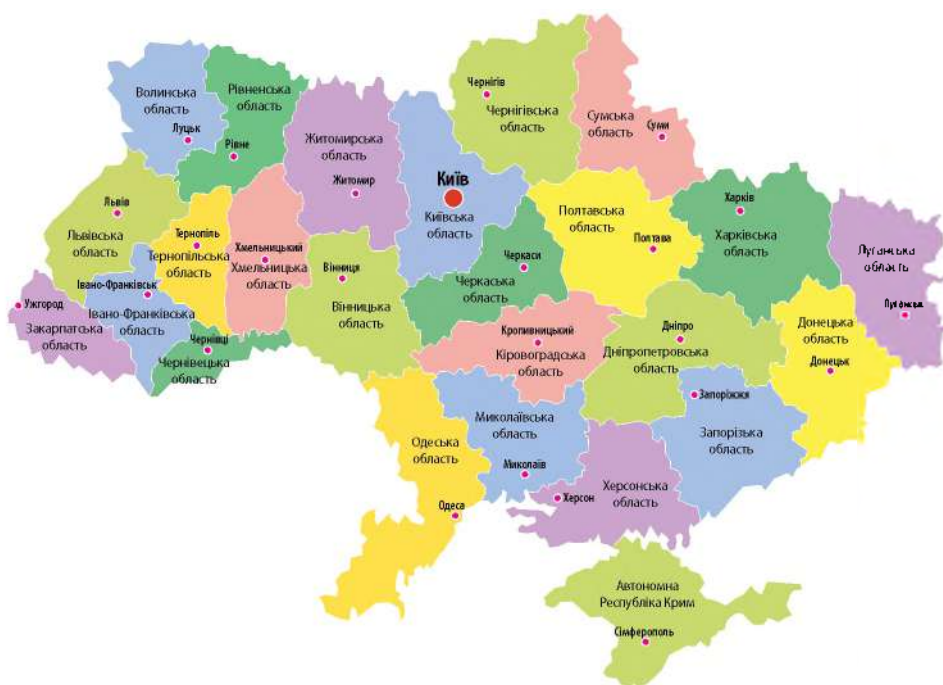 Волинська
область
Луцьк
Рівненська
область
Рівне
Житомирська
область
Житомир
Київ
Київська
область
Чернігів
Чернігівська
область
Сумська
область
Суми
Львів
Львівська
область
Тернопіль
Тернопільська
область
Хмельницький
Хмельницька
область
Вінниця
Вінницька
область
Черкаси
Черкаська
область
Полтавська
область
Полтава
Харків
Харківська
область
Луганська
область
Луганськ
Ужгород
Закарпатська
область
Івано-Франківськ
Івано-Франківська
область
Чернівці
Чернівецька
область
Кропивницький
Кіровоградська
область
Дніпро
Дніпропетровська
область
Донецька
область
Донецьк
Одеська
область
Одеса
Миколаївська
область
Миколаїв
Запоріжжя
Запорізька
область
Херсонська
область
Херсон
Автономна
Республіка Крим
Сімферополь